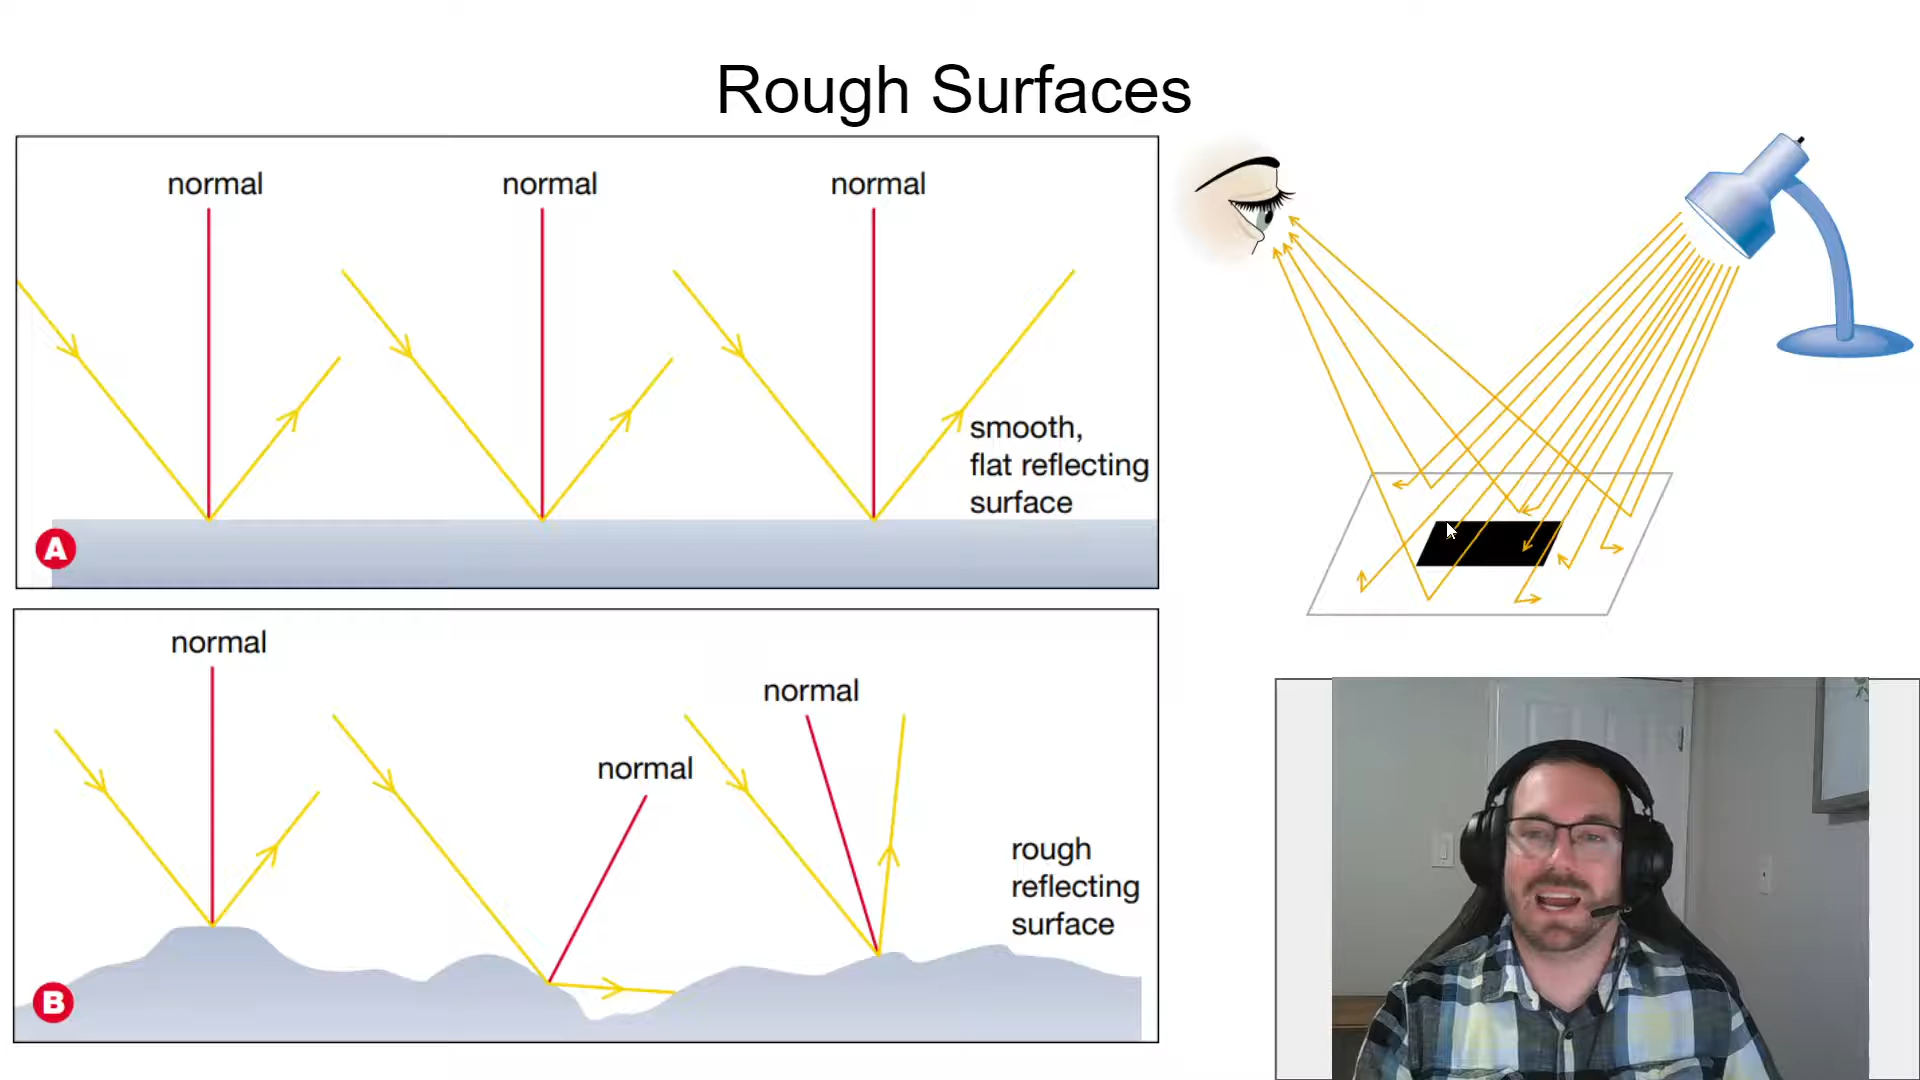 Rough Surfaces
normal
normal
normal
smooth,
flat reflecting
surface
A
normal
normal
normal
rough
reflecting
surface
B